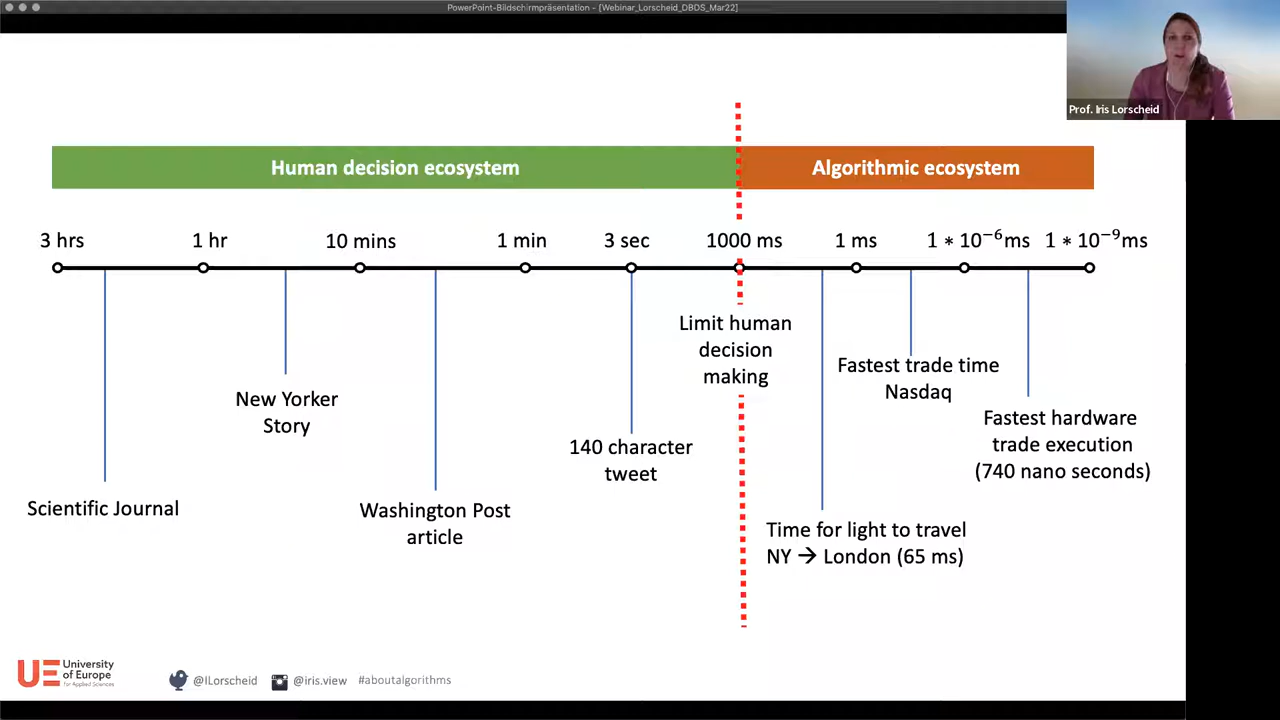 PowerPoint-Bildschirmpräsentation - [Webinar_Lorscheid_DBDS_Mar22]
Prof. Iris Lorscheid
Human decision ecosystem
Algorithmic ecosystem
3 hrs
1 hr
10 mins
1 min
3 sec
1000 ms
1 ms
1 ∗ 10⁻⁶ms
1 ∗ 10⁻⁹ms
Limit human
decision
making
Fastest trade time
Nasdaq
New Yorker
Story
Fastest hardware
trade execution
(740 nano seconds)
140 character
tweet
Scientific Journal
Washington Post
article
Time for light to travel
NY → London (65 ms)
UE
University
of Europe
for Applied Sciences
@ILorscheid
@iris.view
#aboutalgorithms